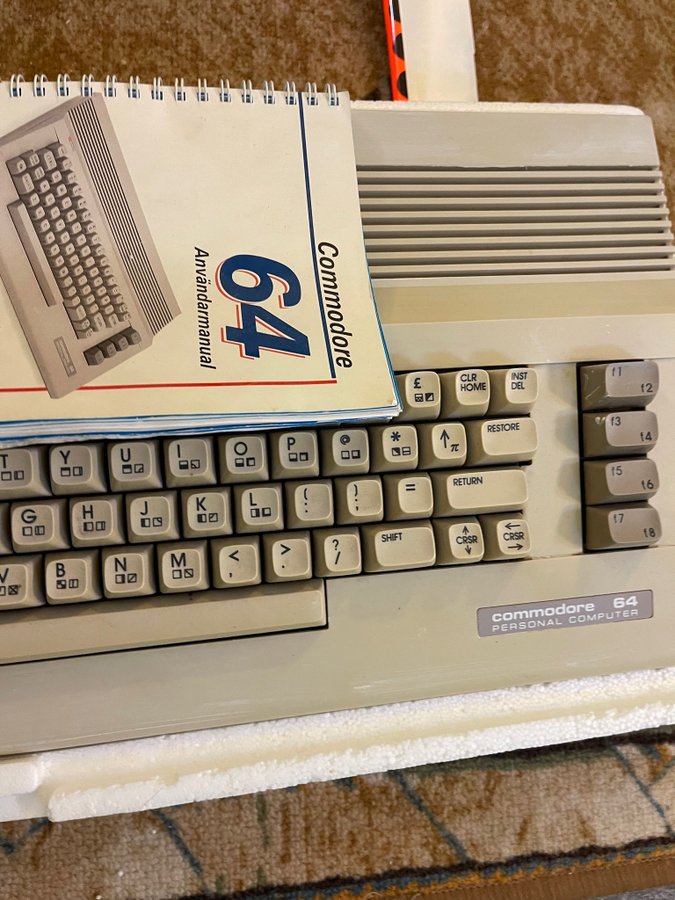 Commodore
64
Användarmanual
£ CLR HOME INST DEL
f1 f2
T Y U I O P @ * ↑ π RESTORE
f3 f4
G H J K L : [ ; ] = RETURN
f5 f6
V B N M < , > . ? / SHIFT ↑ CRSR ↓ ← CRSR →
f7 f8
commodore 64
PERSONAL COMPUTER